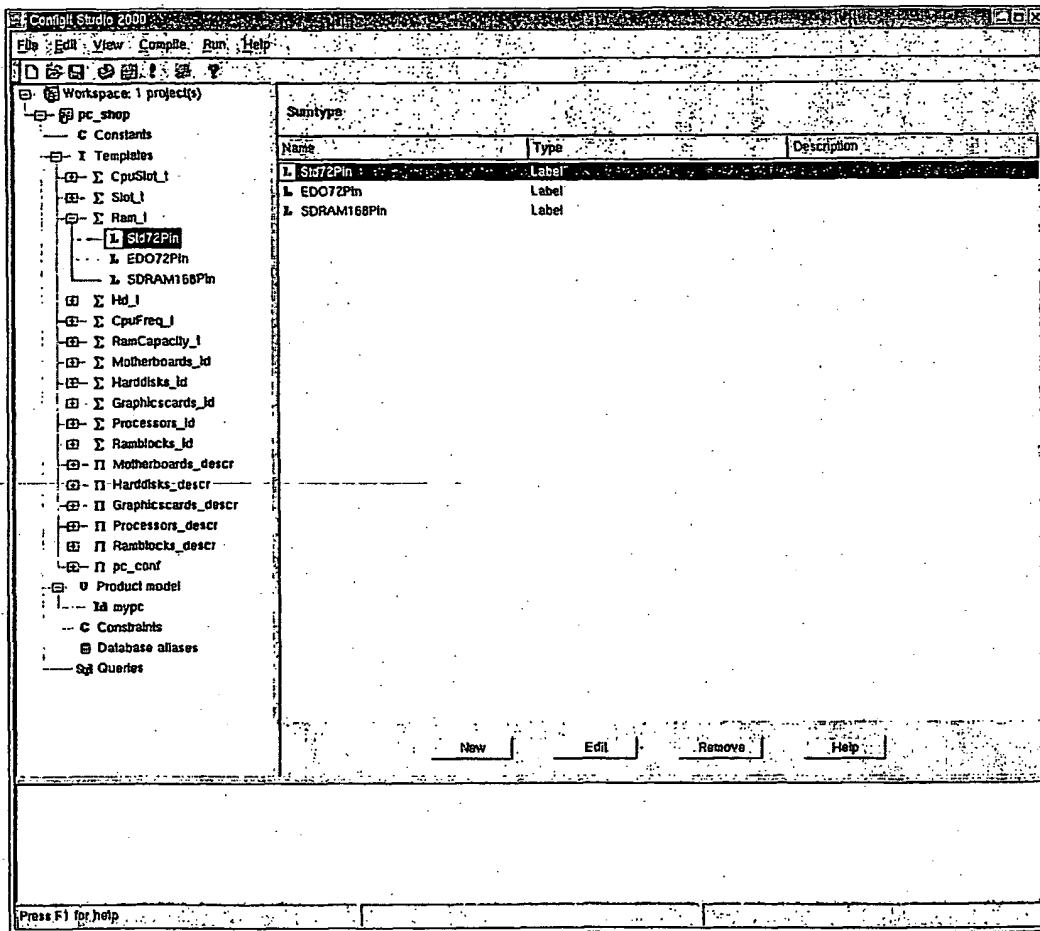 Configit Studio 2000
File Edit View Compile Run Help
Workspace: 1 project(s)
pc_shop
C Constants
Templates
Σ CpuSlot_t
Σ Slot_t
Σ Ram_t
L Std72Pin
L EDO72Pin
L SDRAM168Pin
Σ Hd_t
Σ CpuFreq_t
Σ RamCapacity_t
Σ Motherboards_id
Σ Harddisks_id
Σ Graphicscards_id
Σ Processors_id
Σ Ramblocks_id
Π Motherboards_descr
Π Harddisks_descr
Π Graphicscards_descr
Π Processors_descr
Π Ramblocks_descr
Π pc_conf
Product model
Id mypc
C Constraints
Database aliases
Sql Queries
Sumtype
Name Type Description
L Std72Pin Label
L EDO72Pin Label
L SDRAM168Pin Label
New Edit Remove Help
Press F1 for help